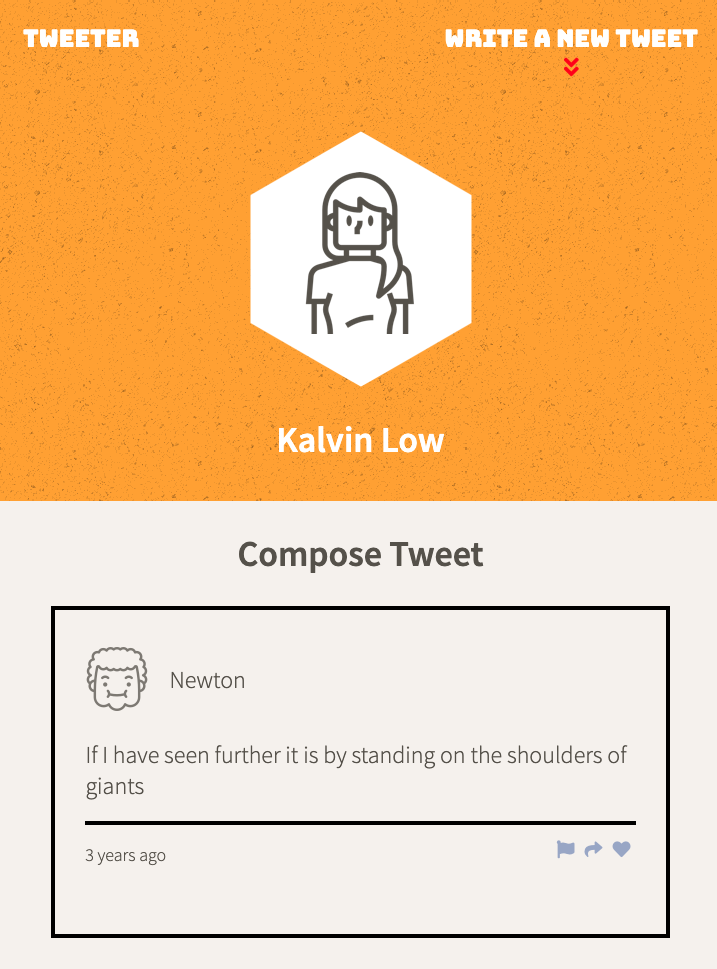 TWEETER
WRITE A NEW TWEET
Kalvin Low
Compose Tweet
Newton
If I have seen further it is by standing on the shoulders of
giants
3 years ago